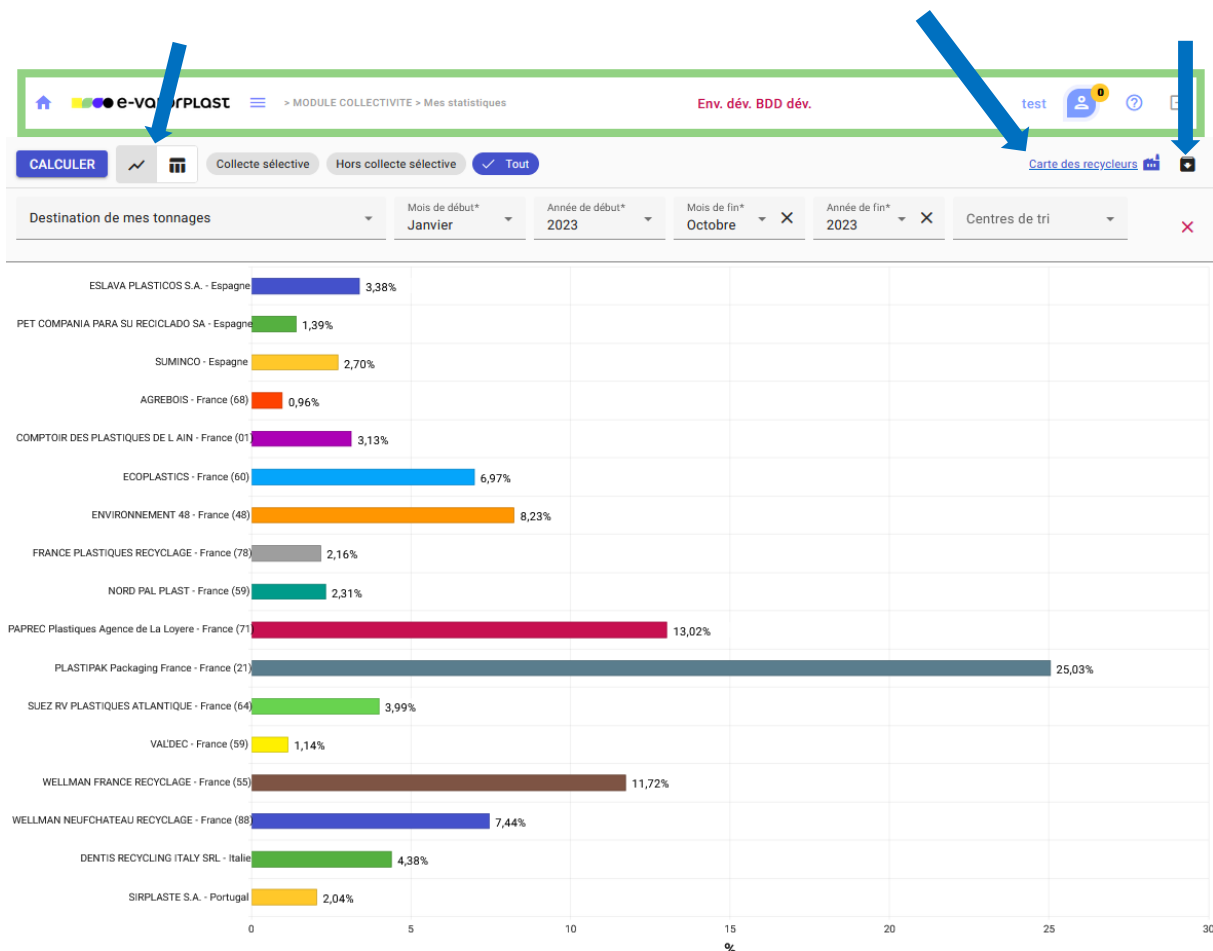 e-valorplast
> MODULE COLLECTIVITE > Mes statistiques
Env. dév. BDD dév.
test
0
CALCULER
Collecte sélective
Hors collecte sélective
Tout
Carte des recycleurs
Destination de mes tonnages
Mois de début*
Janvier
Année de début*
2023
Mois de fin*
Octobre
Année de fin*
2023
Centres de tri
ESLAVA PLASTICOS S.A. - Espagne 3,38%
PET COMPANIA PARA SU RECICLADO SA - Espagne 1,39%
SUMINCO - Espagne 2,70%
AGREBOIS - France (68) 0,96%
COMPTOIR DES PLASTIQUES DE L AIN - France (01) 3,13%
ECOPLASTICS - France (60) 6,97%
ENVIRONNEMENT 48 - France (48) 8,23%
FRANCE PLASTIQUES RECYCLAGE - France (78) 2,16%
NORD PAL PLAST - France (59) 2,31%
PAPREC Plastiques Agence de La Loyere - France (71) 13,02%
PLASTIPAK Packaging France - France (21) 25,03%
SUEZ RV PLASTIQUES ATLANTIQUE - France (64) 3,99%
VAL'DEC - France (59) 1,14%
WELLMAN FRANCE RECYCLAGE - France (55) 11,72%
WELLMAN NEUFCHATEAU RECYCLAGE - France (88) 7,44%
DENTIS RECYCLING ITALY SRL - Italie 4,38%
SIRPLASTE S.A. - Portugal 2,04%
0 5 10 15 20 25 30
%